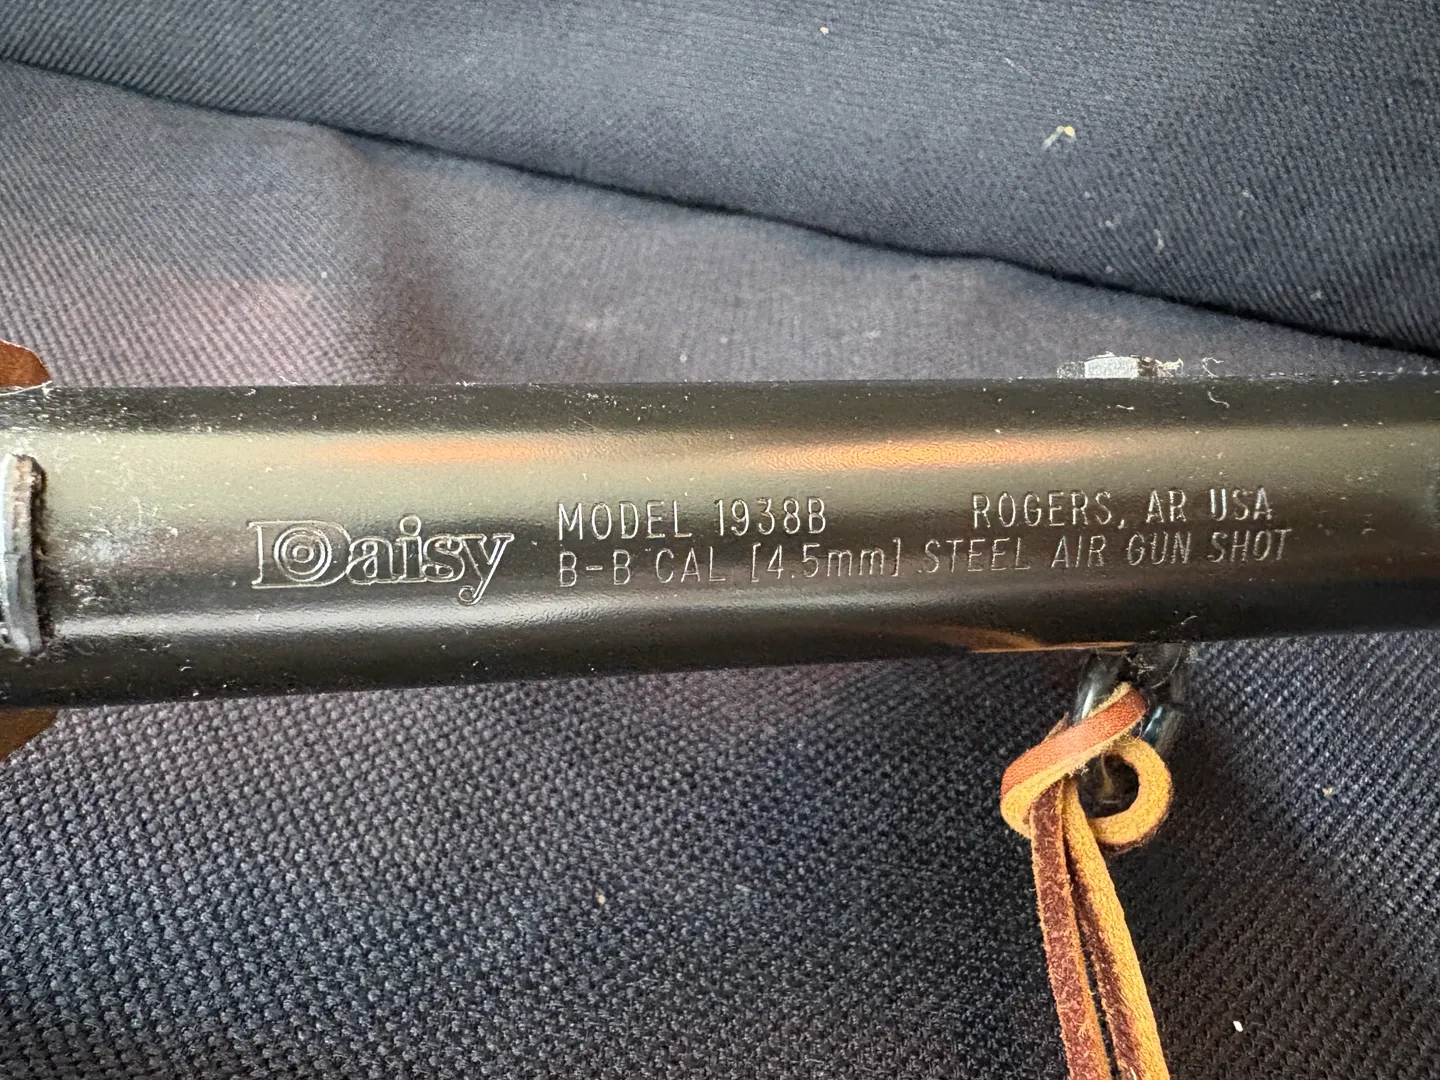 Daisy
MODEL 1938B ROGERS, AR USA
B-B CAL [4.5mm] STEEL AIR GUN SHOT